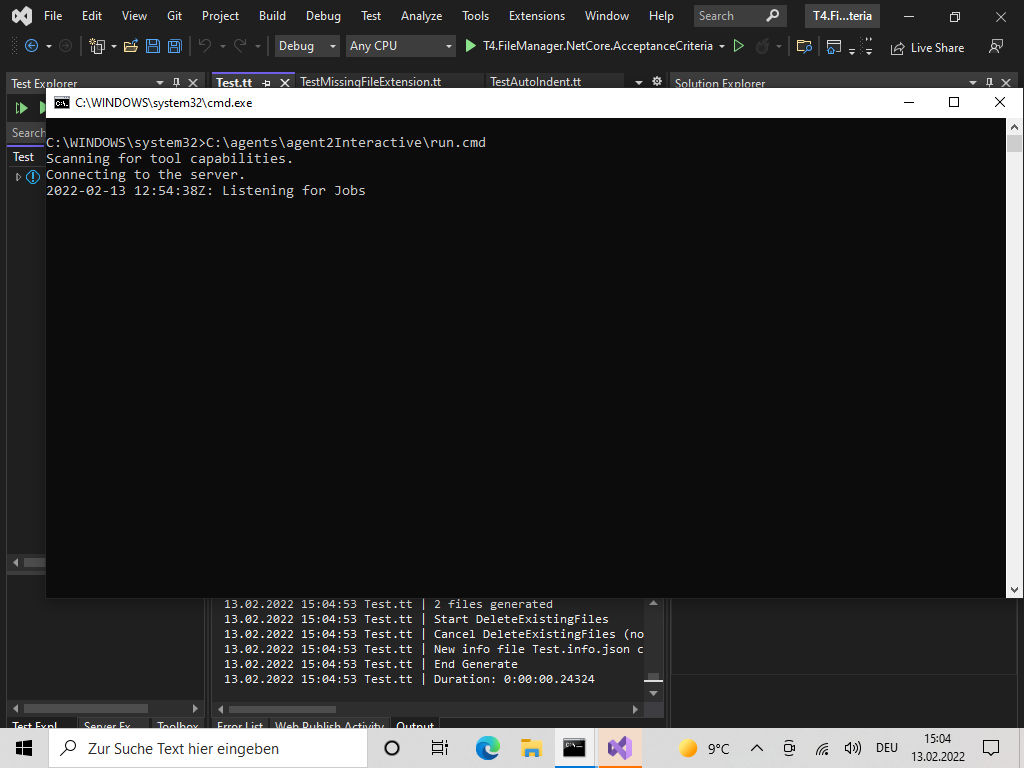 File Edit View Git Project Build Debug Test Analyze Tools Extensions Window Help Search T4.Fi...teria
Debug Any CPU T4.FileManager.NetCore.AcceptanceCriteria Live Share
Test Explorer Test.tt TestMissingFileExtension.tt TestAutoIndent.tt Solution Explorer
C:\WINDOWS\system32\cmd.exe
Search
Test
C:\WINDOWS\system32>C:\agents\agent2Interactive\run.cmd
Scanning for tool capabilities.
Connecting to the server.
2022-02-13 12:54:38Z: Listening for Jobs
13.02.2022 15:04:53 Test.tt | 2 files generated
13.02.2022 15:04:53 Test.tt | Start DeleteExistingFiles
13.02.2022 15:04:53 Test.tt | Cancel DeleteExistingFiles (no
13.02.2022 15:04:53 Test.tt | New info file Test.info.json c
13.02.2022 15:04:53 Test.tt | End Generate
13.02.2022 15:04:53 Test.tt | Duration: 0:00:00.24324
Test Expl... Server Ex... Toolbox Error List Web Publish Activity Output
Zur Suche Text hier eingeben
9°C DEU
15:04
13.02.2022